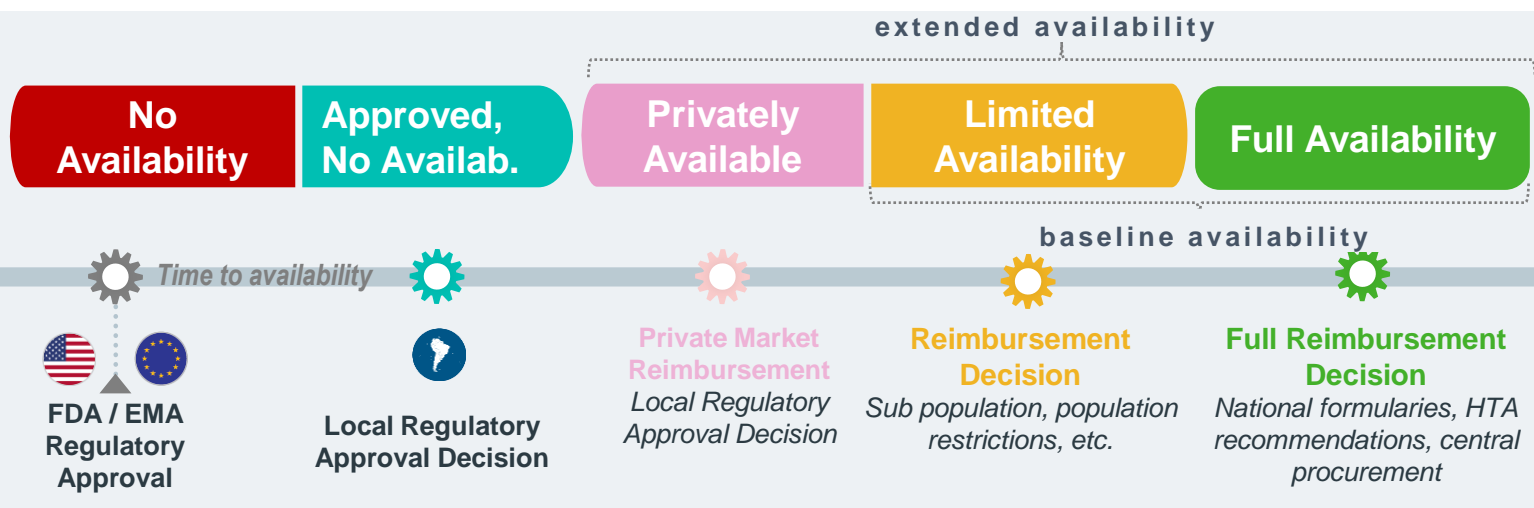 extended availability
No
Availability
Approved,
No Availab.
Privately
Available
Limited
Availability
Full Availability
baseline availability
Time to availability
FDA / EMA
Regulatory
Approval
Local Regulatory
Approval Decision
Private Market
Reimbursement
Local Regulatory
Approval Decision
Reimbursement
Decision
Sub population, population
restrictions, etc.
Full Reimbursement
Decision
National formularies, HTA
recommendations, central
procurement